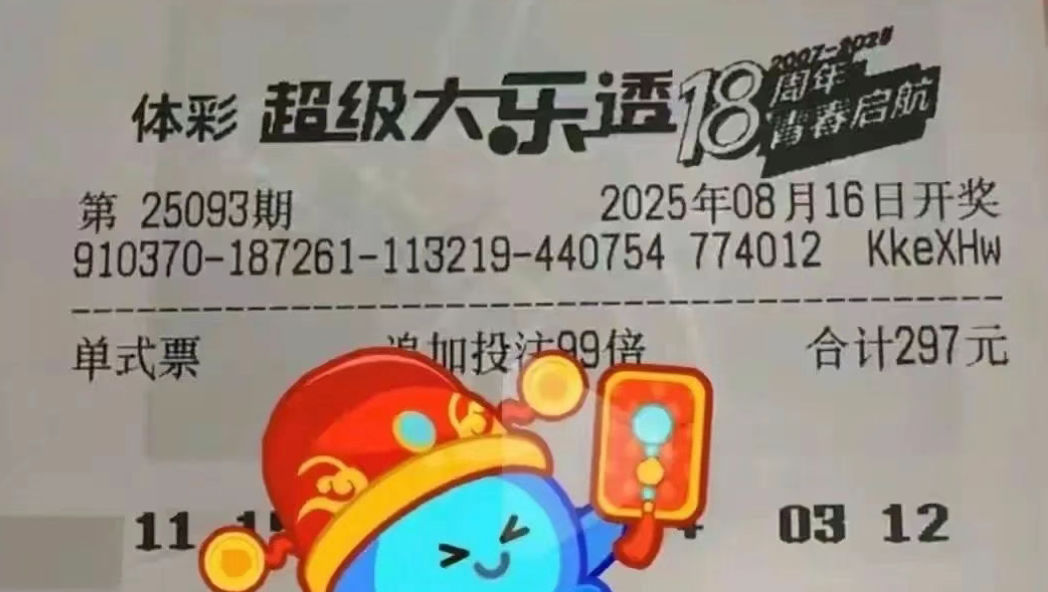 体彩 超级大乐透 18周年 2007-2025
青春启航
第 25093期 2025年08月16日开奖
910370-187261-113219-440754 774012 KkeXHw
单式票 追加投注99倍 合计297元
11 + 03 12